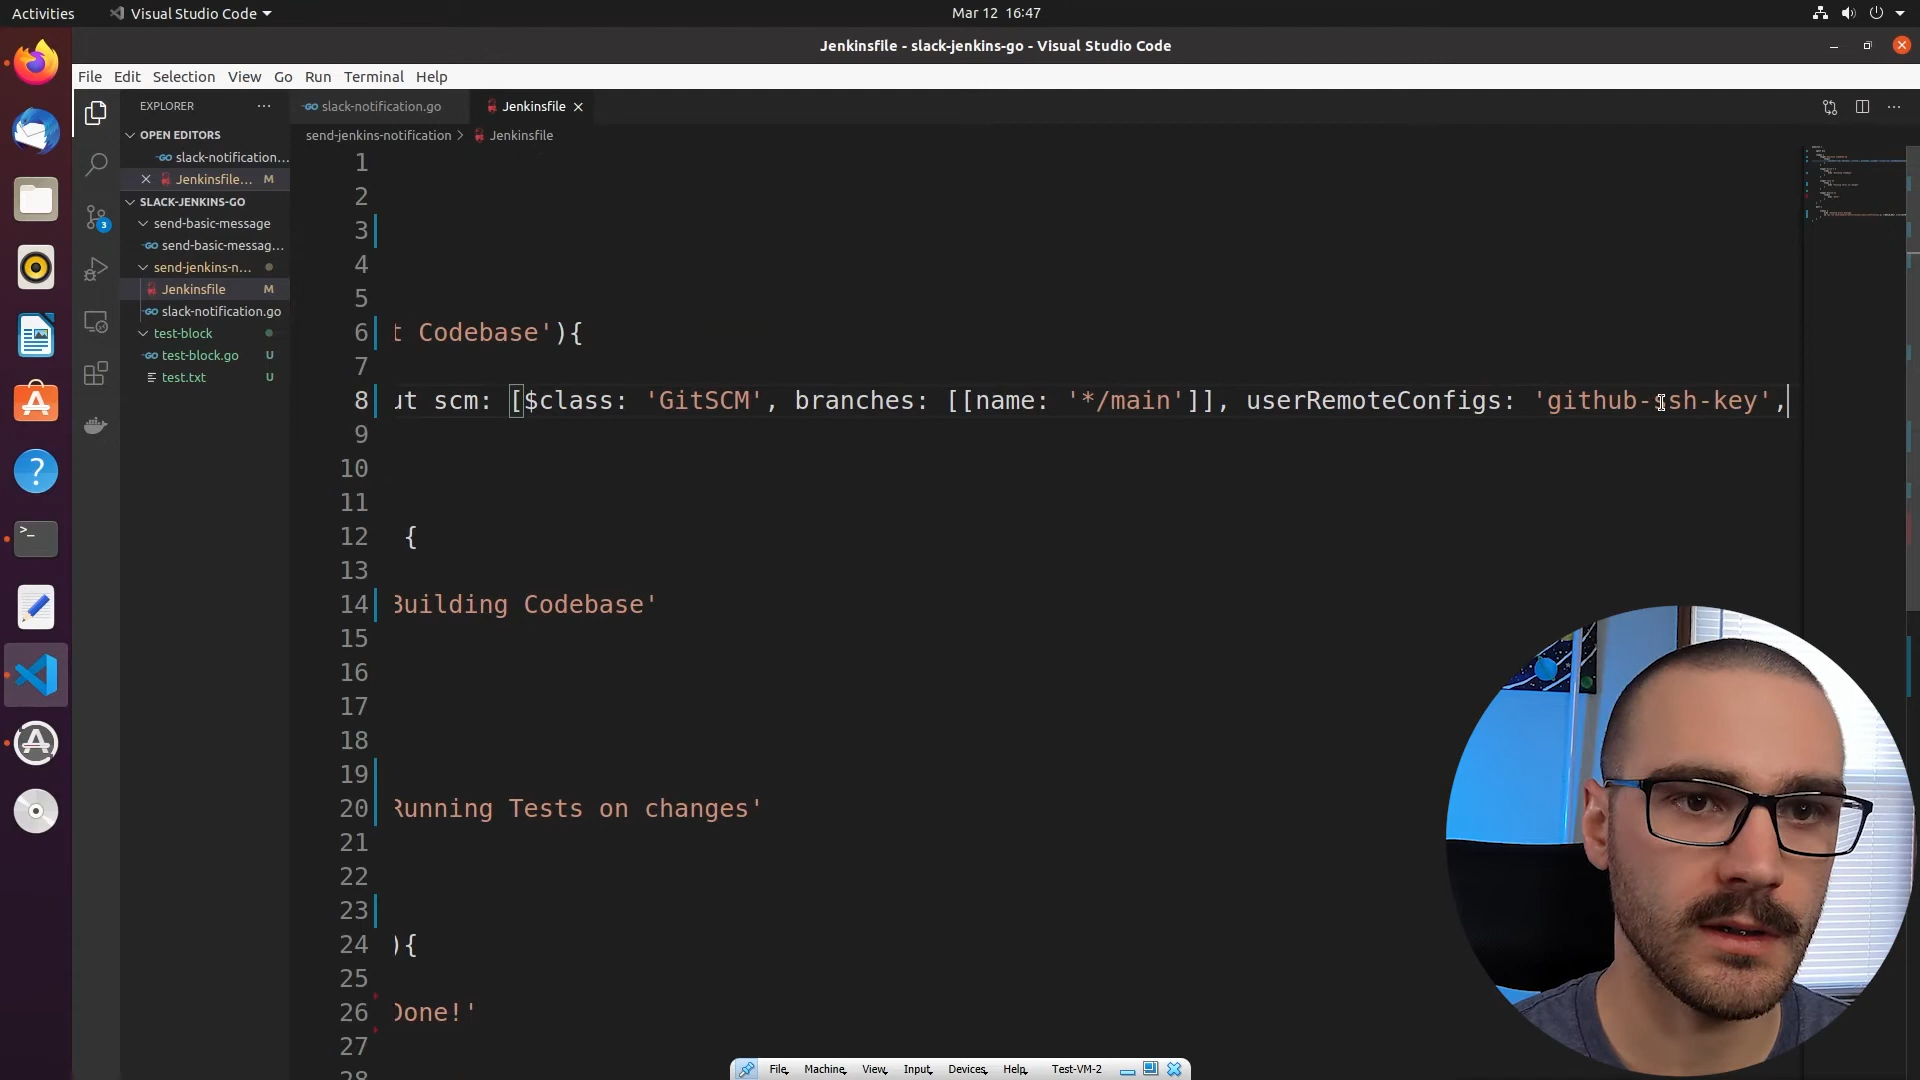 Activities
Visual Studio Code
Mar 12 16:47
Jenkinsfile - slack-jenkins-go - Visual Studio Code
File Edit Selection View Go Run Terminal Help
EXPLORER
OPEN EDITORS
slack-notification...
Jenkinsfile... M
SLACK-JENKINS-GO
send-basic-message
send-basic-messag...
send-jenkins-n...
Jenkinsfile M
slack-notification.go
test-block
test-block.go U
test.txt U
3
slack-notification.go
Jenkinsfile
send-jenkins-notification > Jenkinsfile
1
2
3
4
5
6 t Codebase'){
7
8 ut scm: [$class: 'GitSCM', branches: [[name: '*/main']], userRemoteConfigs: 'github-ssh-key',
9
10
11
12 {
13
14 Building Codebase'
15
16
17
18
19
20 Running Tests on changes'
21
22
23
24 ){
25
26 Done!'
27
28
File Machine View Input Devices Help Test-VM-2